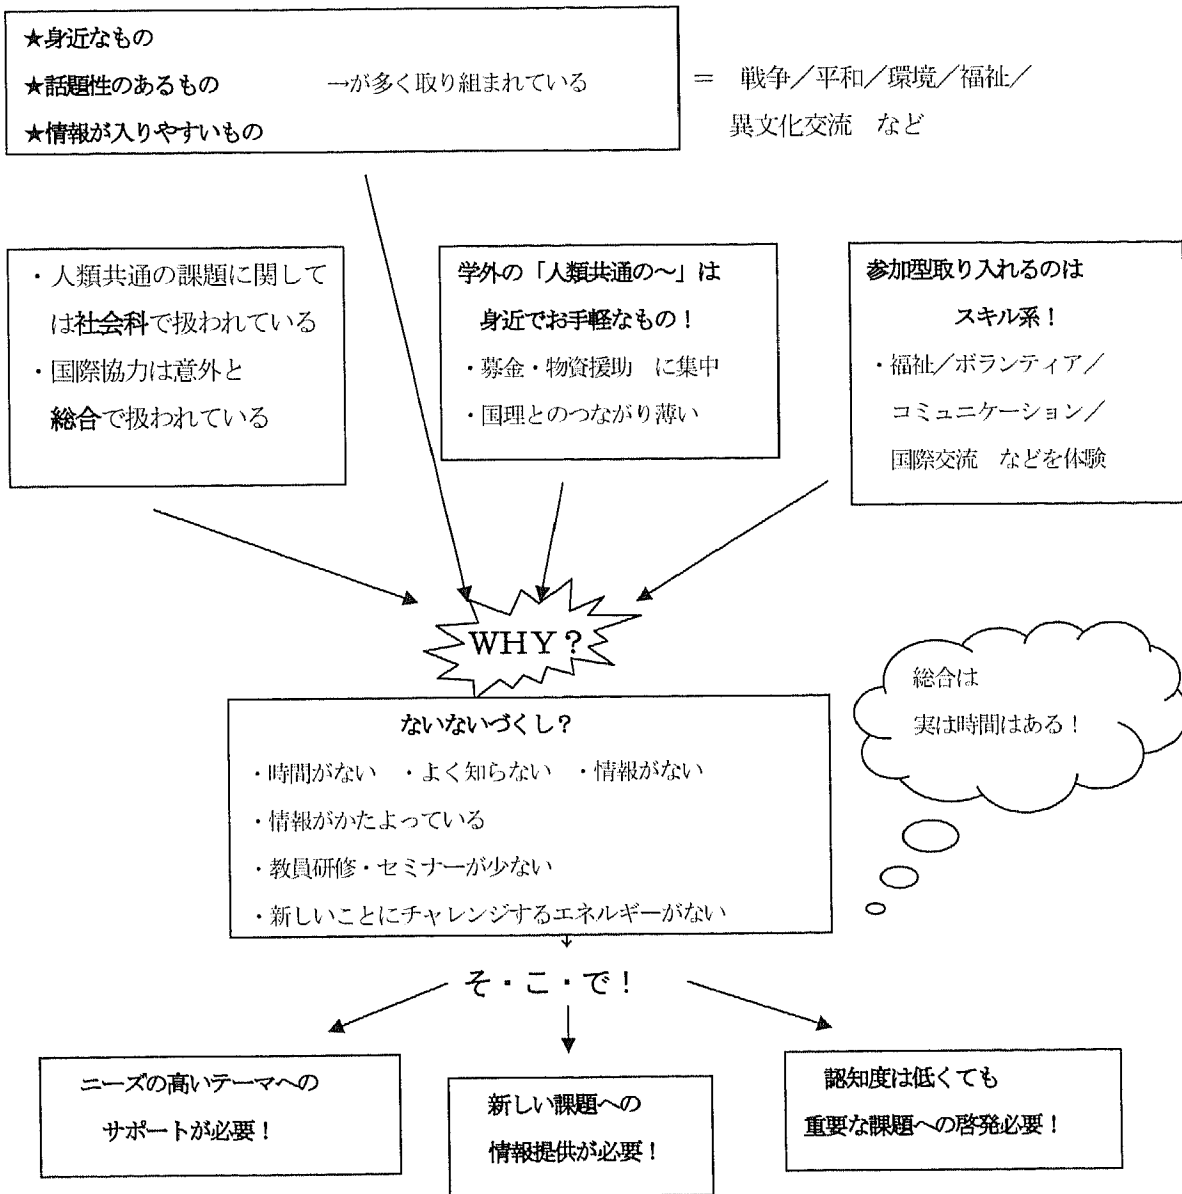 ★身近なもの
★話題性のあるもの　→が多く取り組まれている
★情報が入りやすいもの
＝　戦争／平和／環境／福祉／
異文化交流　など
・人類共通の課題に関して
は社会科で扱われている
・国際協力は意外と
総合で扱われている
学外の「人類共通の～」は
身近でお手軽なもの！
・募金・物資援助　に集中
・国理とのつながり薄い
参加型取り入れるのは
スキル系！
・福祉／ボランティア／
コミュニケーション／
国際交流　などを体験
WHY？
ないないづくし？
・時間がない　・よく知らない　・情報がない
・情報がかたよっている
・教員研修・セミナーが少ない
・新しいことにチャレンジするエネルギーがない
総合は
実は時間はある！
そ・こ・で！
ニーズの高いテーマへの
サポートが必要！
新しい課題への
情報提供が必要！
認知度は低くても
重要な課題への啓発必要！